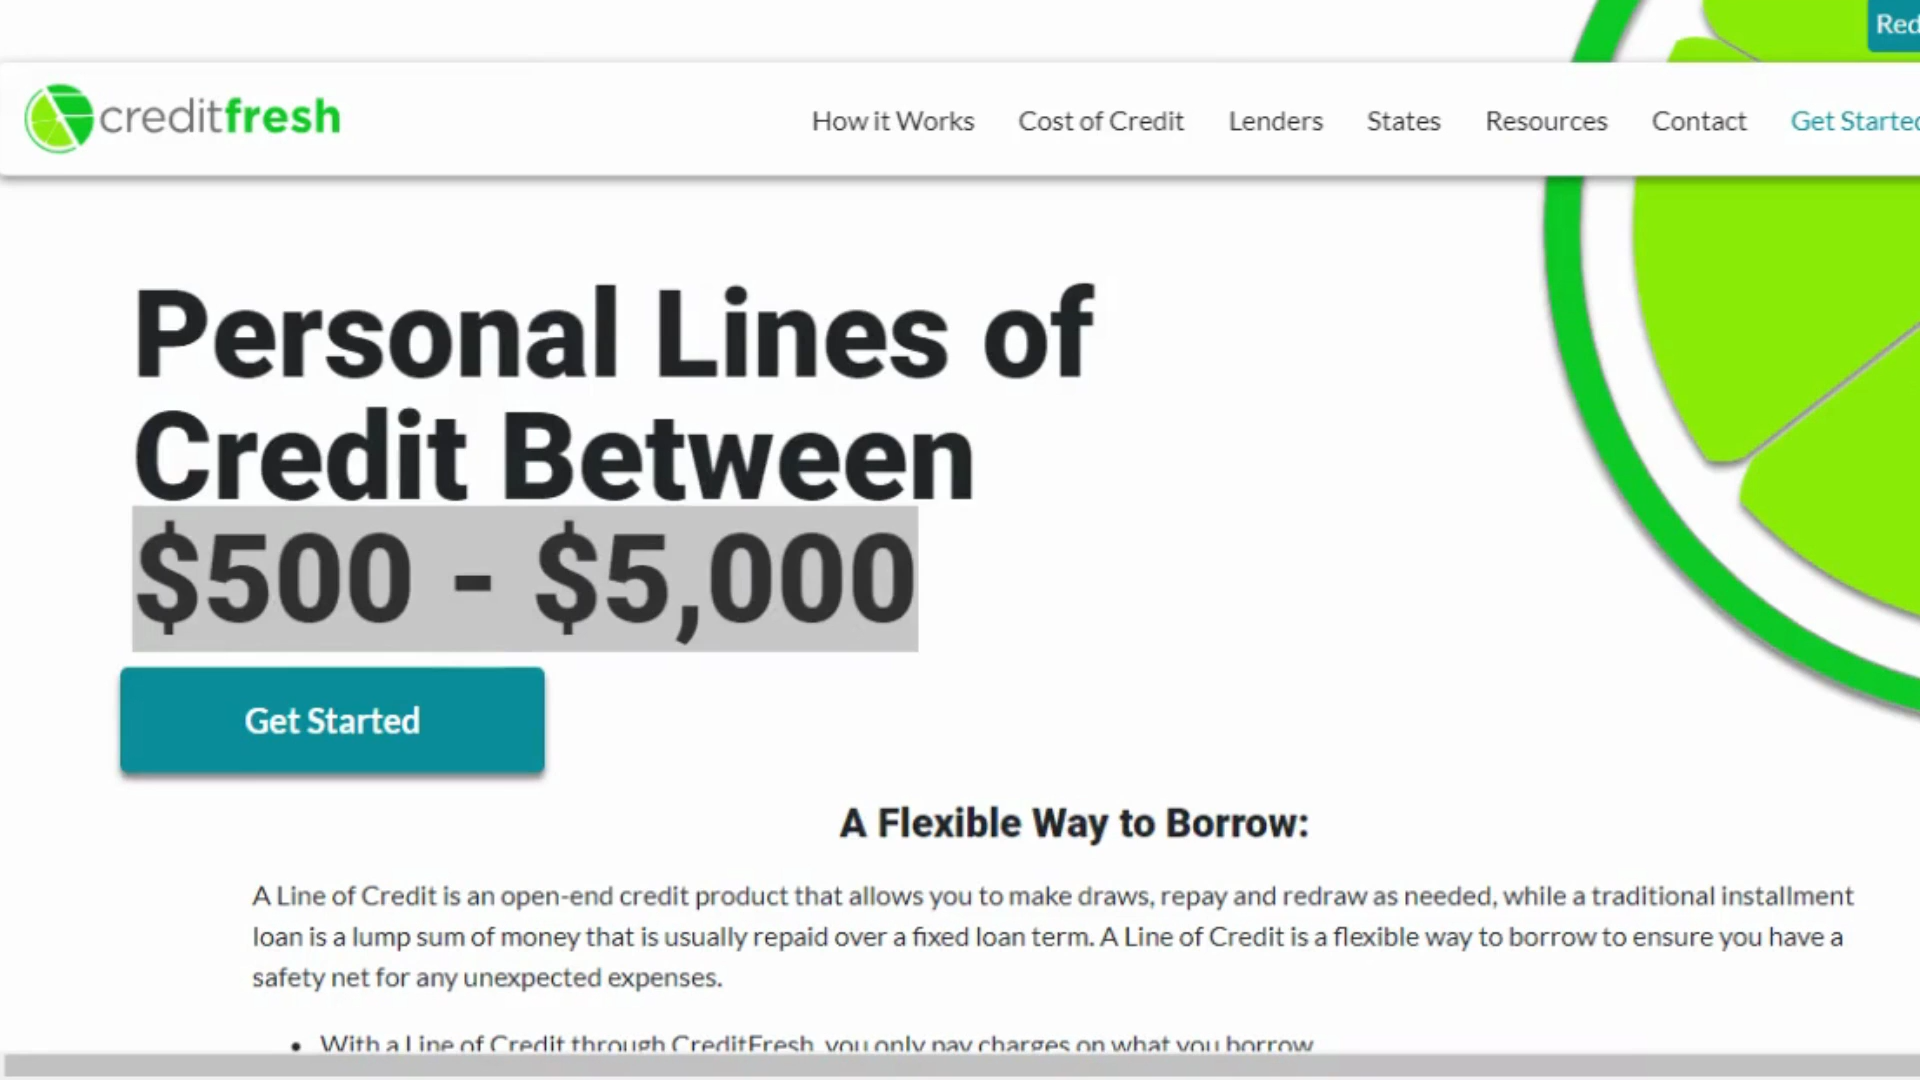 Red
creditfresh
How it Works Cost of Credit Lenders States Resources Contact Get Started
Personal Lines of
Credit Between
$500 - $5,000
Get Started
A Flexible Way to Borrow:
A Line of Credit is an open-end credit product that allows you to make draws, repay and redraw as needed, while a traditional installment
loan is a lump sum of money that is usually repaid over a fixed loan term. A Line of Credit is a flexible way to borrow to ensure you have a
safety net for any unexpected expenses.
• With a Line of Credit through CreditFresh, you only pay charges on what you borrow